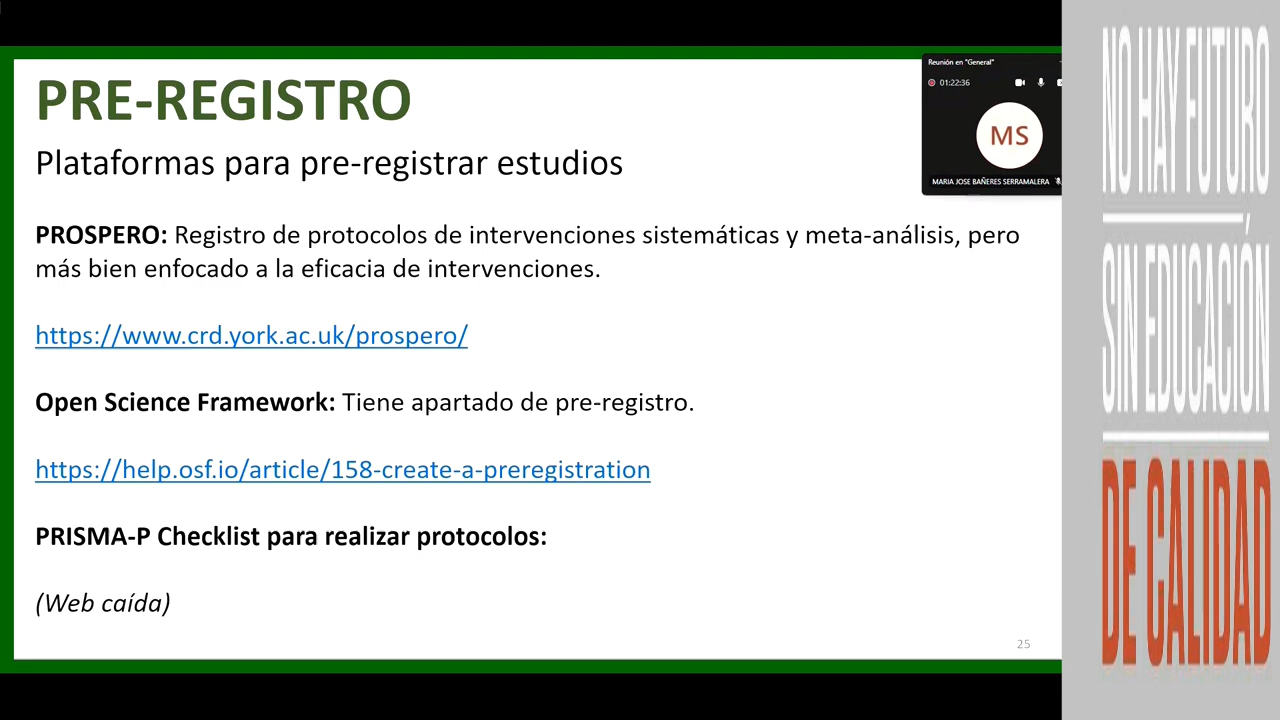 PRE-REGISTRO
Plataformas para pre-registrar estudios
PROSPERO: Registro de protocolos de intervenciones sistemáticas y meta-análisis, pero
más bien enfocado a la eficacia de intervenciones.
https://www.crd.york.ac.uk/prospero/
Open Science Framework: Tiene apartado de pre-registro.
https://help.osf.io/article/158-create-a-preregistration
PRISMA-P Checklist para realizar protocolos:
(Web caída)
25
Reunión en "General"
01:22:36
MS
MARIA JOSE BAÑERES SERRAMALERA
NO HAY FUTURO
SIN EDUCACIÓN
DE CALIDAD